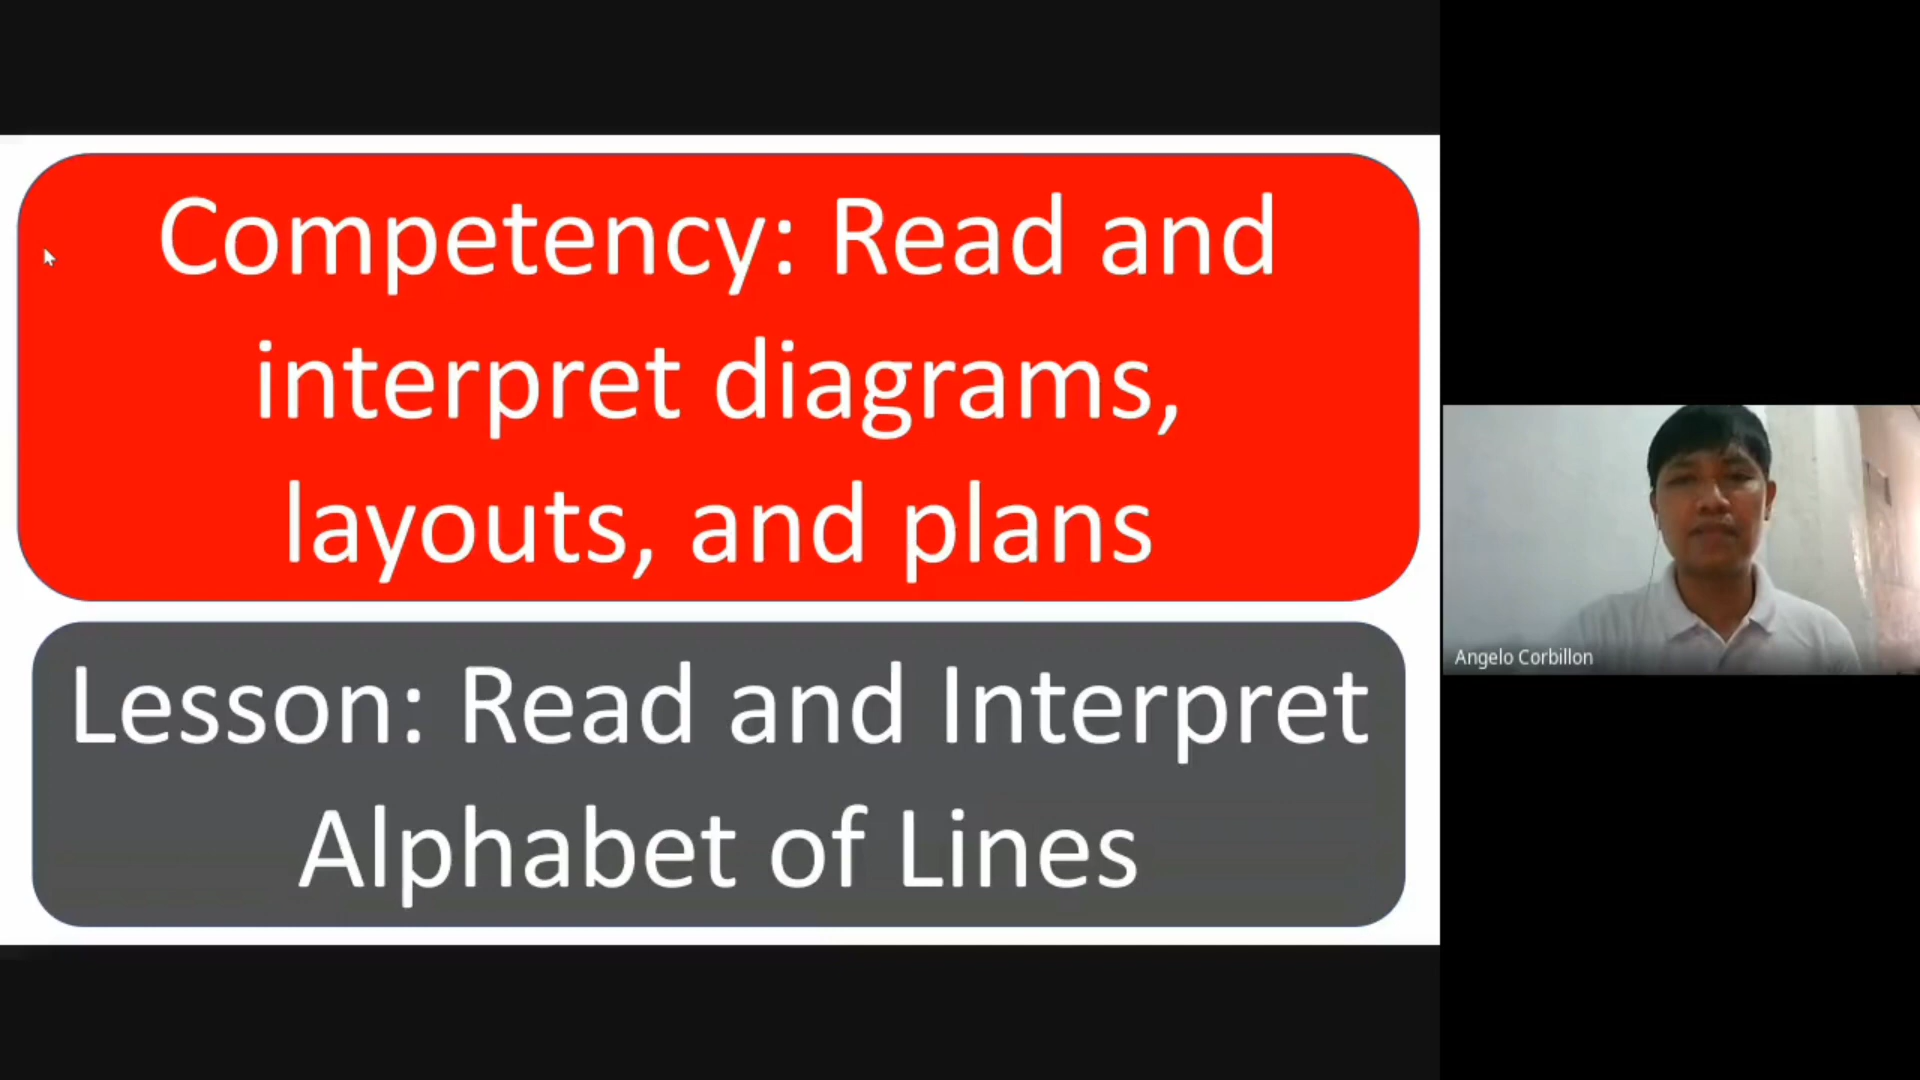 Competency: Read and
interpret diagrams,
layouts, and plans
Lesson: Read and Interpret
Alphabet of Lines
Angelo Corbillon